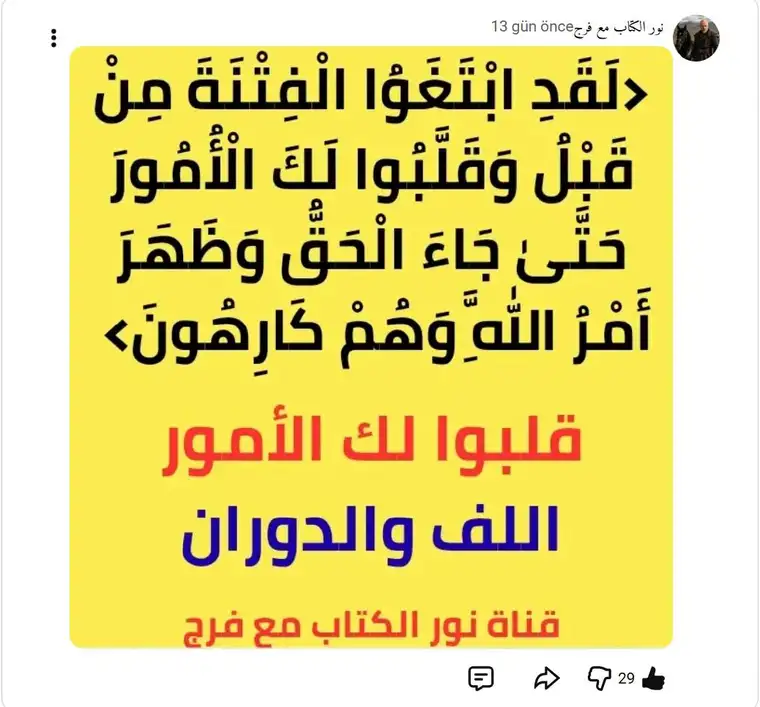 نور الكتاب مع فرج 13 gün önce
<لَقَدِ ابْتَغَوُا الْفِتْنَةَ مِنْ
قَبْلُ وَقَلَّبُوا لَكَ الْأُمُورَ
حَتَّىٰ جَاءَ الْحَقُّ وَظَهَرَ
أَمْرُ اللَّهِ وَهُمْ كَارِهُونَ>
قلبوا لك الأمور
اللف والدوران
قناة نور الكتاب مع فرج
29